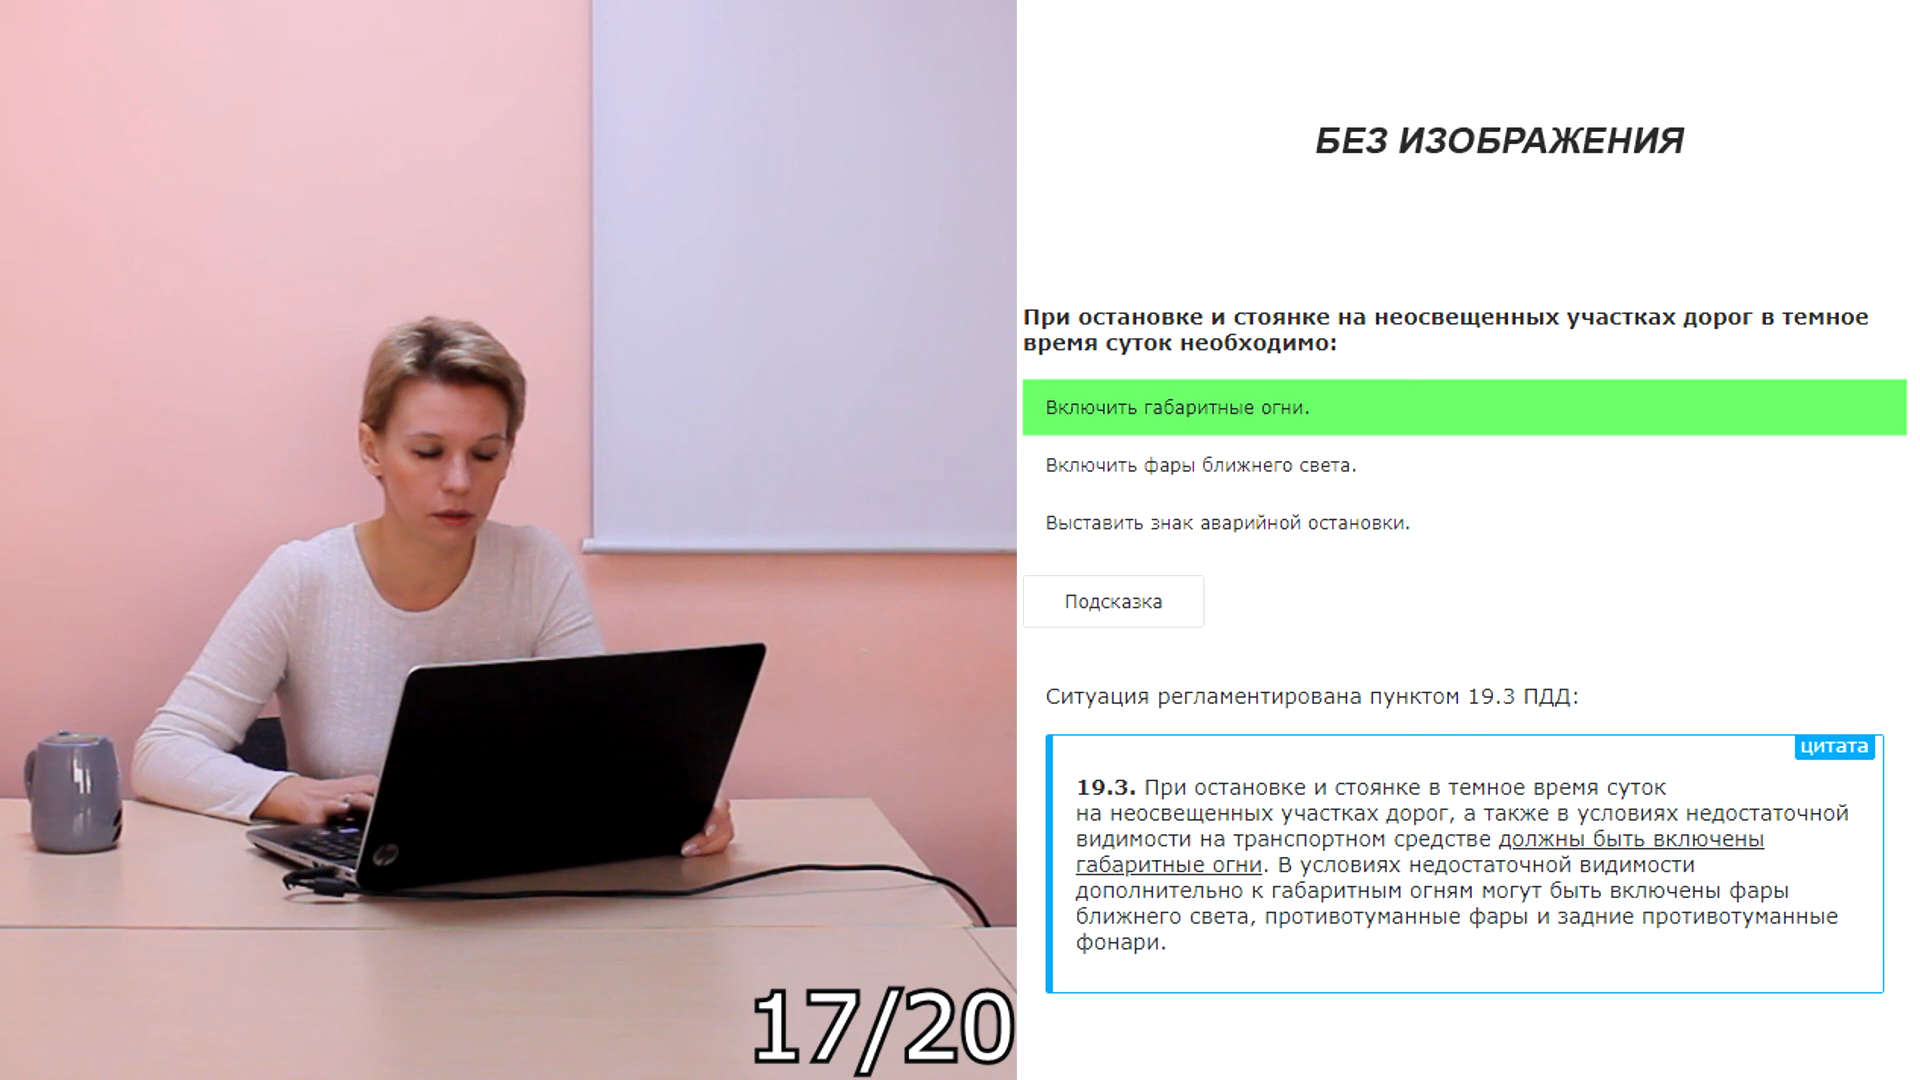 БЕЗ ИЗОБРАЖЕНИЯ
При остановке и стоянке на неосвещенных участках дорог в темное
время суток необходимо:
Включить габаритные огни.
Включить фары ближнего света.
Выставить знак аварийной остановки.
Подсказка
Ситуация регламентирована пунктом 19.3 ПДД:
цитата
19.3. При остановке и стоянке в темное время суток
на неосвещенных участках дорог, а также в условиях недостаточной
видимости на транспортном средстве должны быть включены
габаритные огни. В условиях недостаточной видимости
дополнительно к габаритным огням могут быть включены фары
ближнего света, противотуманные фары и задние противотуманные
фонари.
17/20
hp